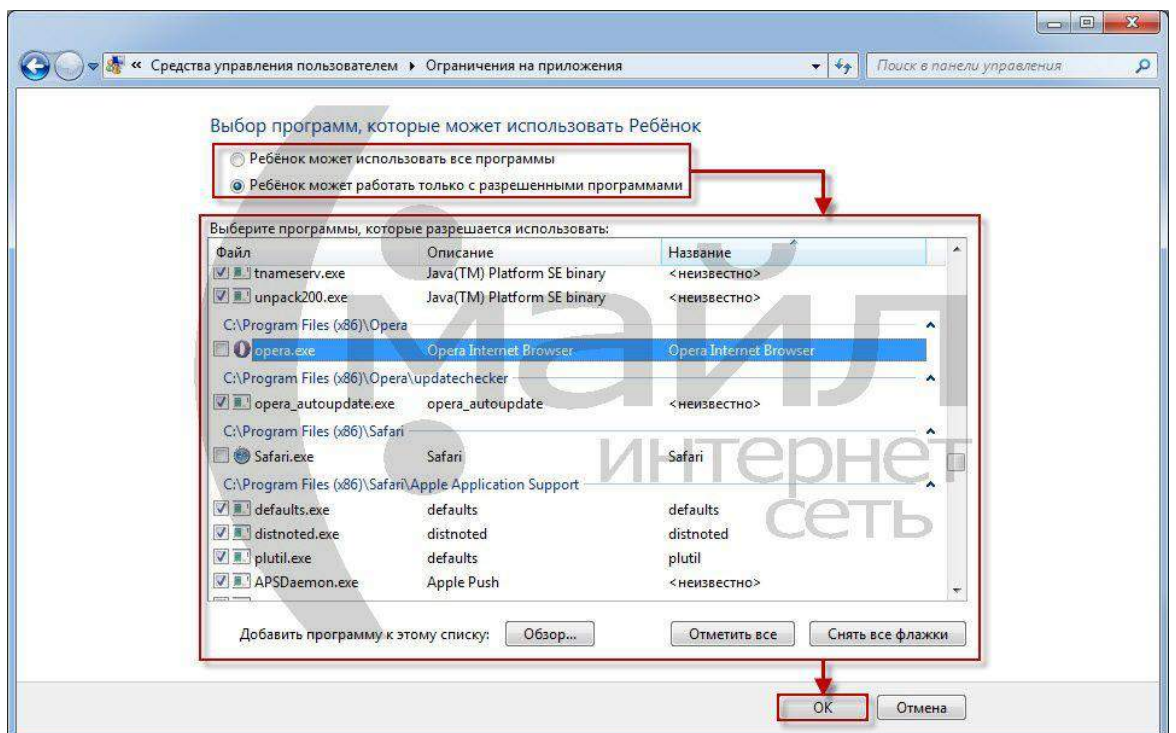 « Средства управления пользователем ▸ Ограничения на приложения Поиск в панели управления
Выбор программ, которые может использовать Ребёнок
Ребёнок может использовать все программы
Ребёнок может работать только с разрешенными программами
Выберите программы, которые разрешается использовать:
Файл Описание Название
tnameserv.exe Java(TM) Platform SE binary <неизвестно>
unpack200.exe Java(TM) Platform SE binary <неизвестно>
C:\Program Files (x86)\Opera
opera.exe Opera Internet Browser Opera Internet Browser
C:\Program Files (x86)\Opera\updatechecker
opera_autoupdate.exe opera_autoupdate <неизвестно>
C:\Program Files (x86)\Safari
Safari.exe Safari Safari
C:\Program Files (x86)\Safari\Apple Application Support
defaults.exe defaults defaults
distnoted.exe distnoted distnoted
plutil.exe defaults plutil
APSDaemon.exe Apple Push <неизвестно>
Добавить программу к этому списку: Обзор... Отметить все Снять все флажки
OK Отмена
майл
интернет
сеть